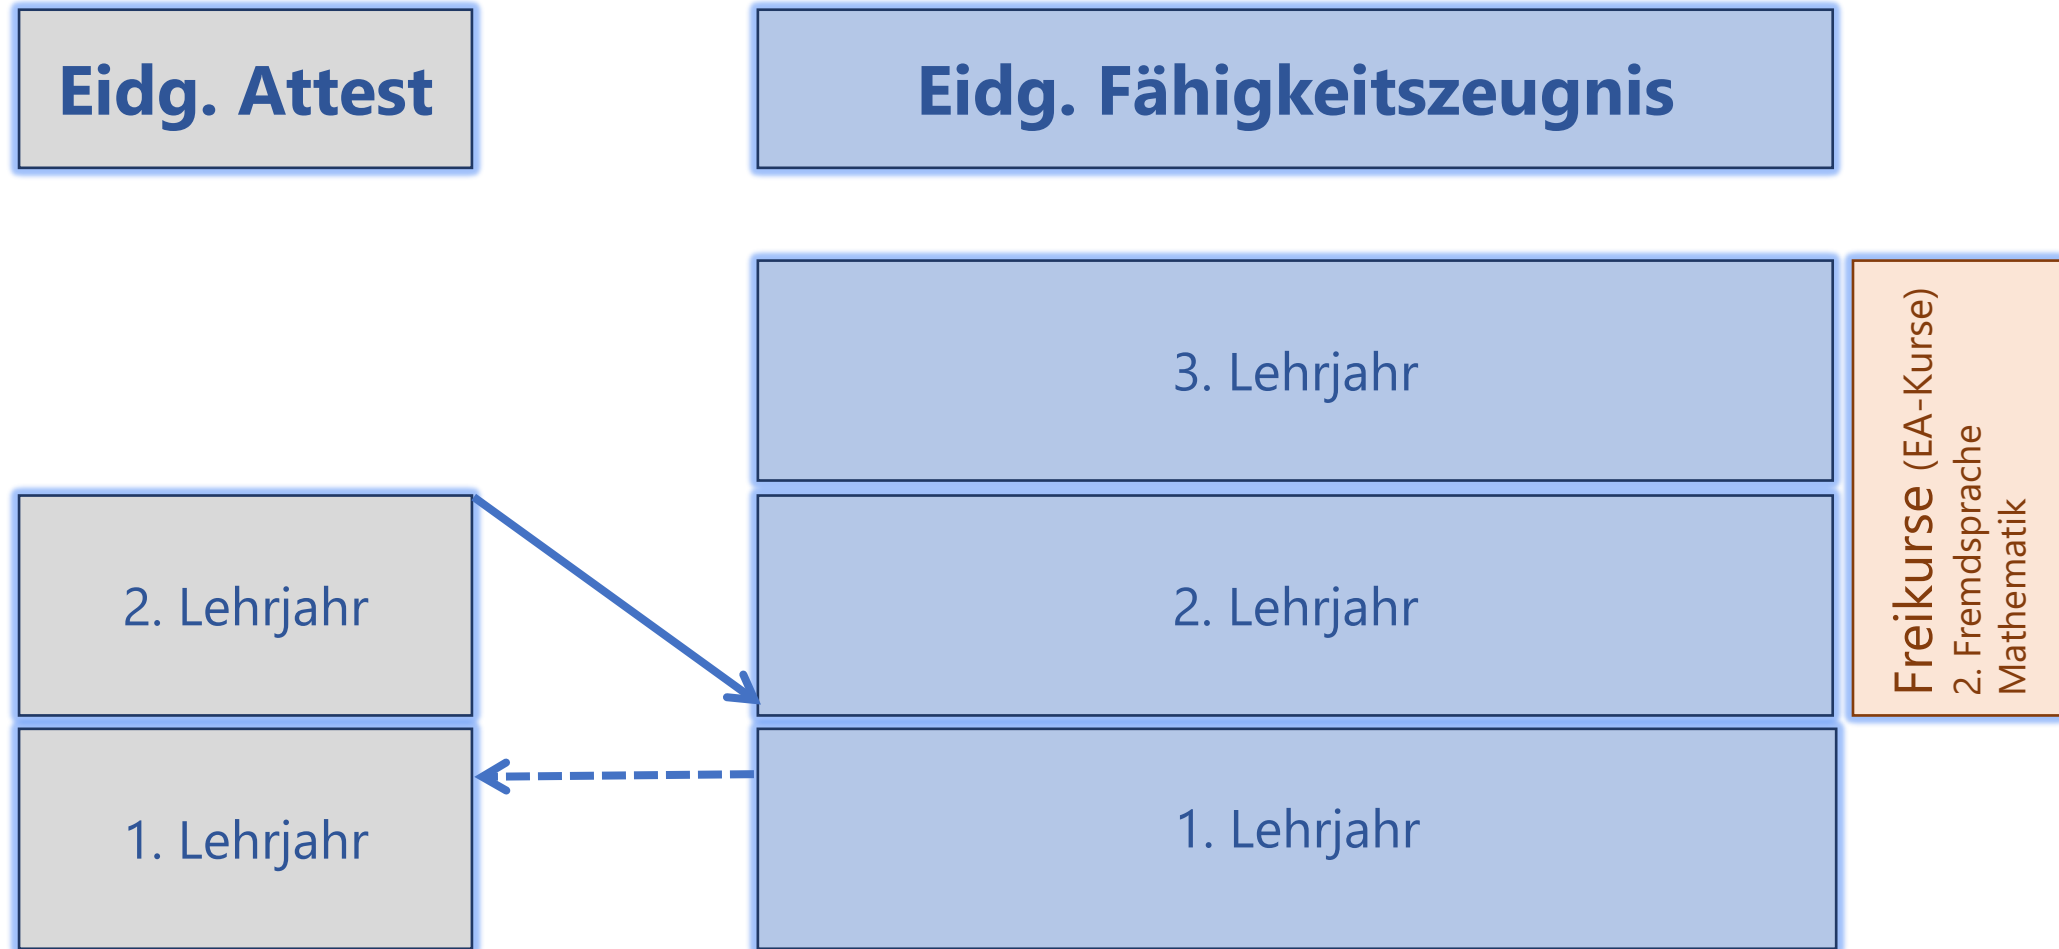 Eidg. Attest
Eidg. Fähigkeitszeugnis
3. Lehrjahr
2. Lehrjahr
2. Lehrjahr
1. Lehrjahr
1. Lehrjahr
Freikurse (EA-Kurse)
2. Fremdsprache
Mathematik